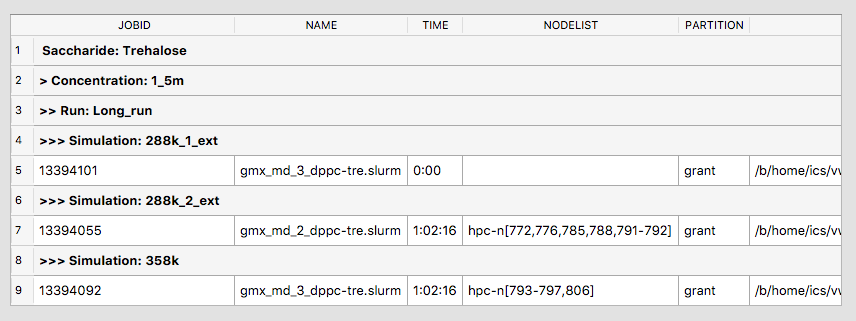 JOBID NAME TIME NODELIST PARTITION
1 Saccharide: Trehalose
2 > Concentration: 1_5m
3 >> Run: Long_run
4 >>> Simulation: 288k_1_ext
5 13394101 gmx_md_3_dppc-tre.slurm 0:00 grant /b/home/ics/vv
6 >>> Simulation: 288k_2_ext
7 13394055 gmx_md_2_dppc-tre.slurm 1:02:16 hpc-n[772,776,785,788,791-792] grant /b/home/ics/vv
8 >>> Simulation: 358k
9 13394092 gmx_md_3_dppc-tre.slurm 1:02:16 hpc-n[793-797,806] grant /b/home/ics/vv